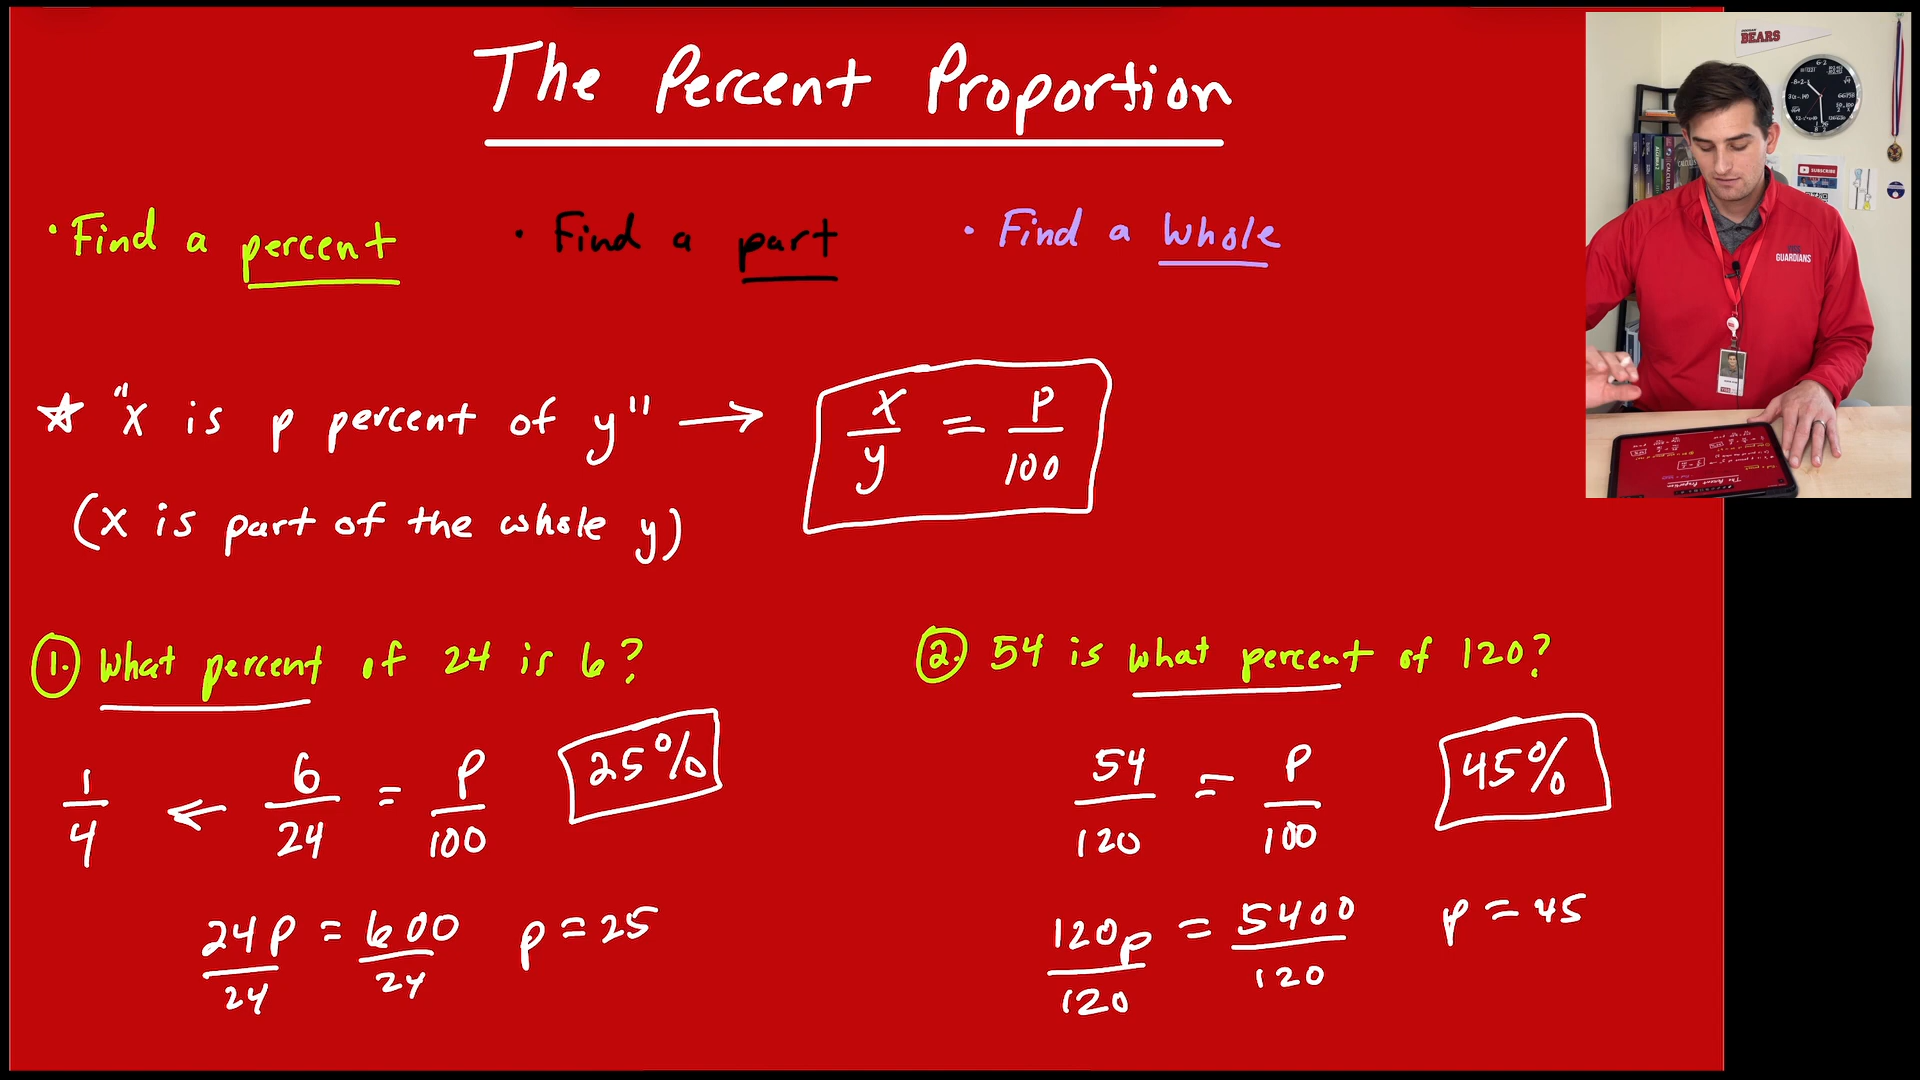 The Percent Proportion
• Find a percent
• Find a part
• Find a whole
☆ "x is p percent of y" → x/y = p/100
(x is part of the whole y)
1. What percent of 24 is 6?
1/4 ← 6/24 = p/100
25%
24p/24 = 600/24 p = 25
2. 54 is what percent of 120?
54/120 = p/100
45%
120p/120 = 5400/120 p = 45
BEARS
SUBSCRIBE
GUARDIANS